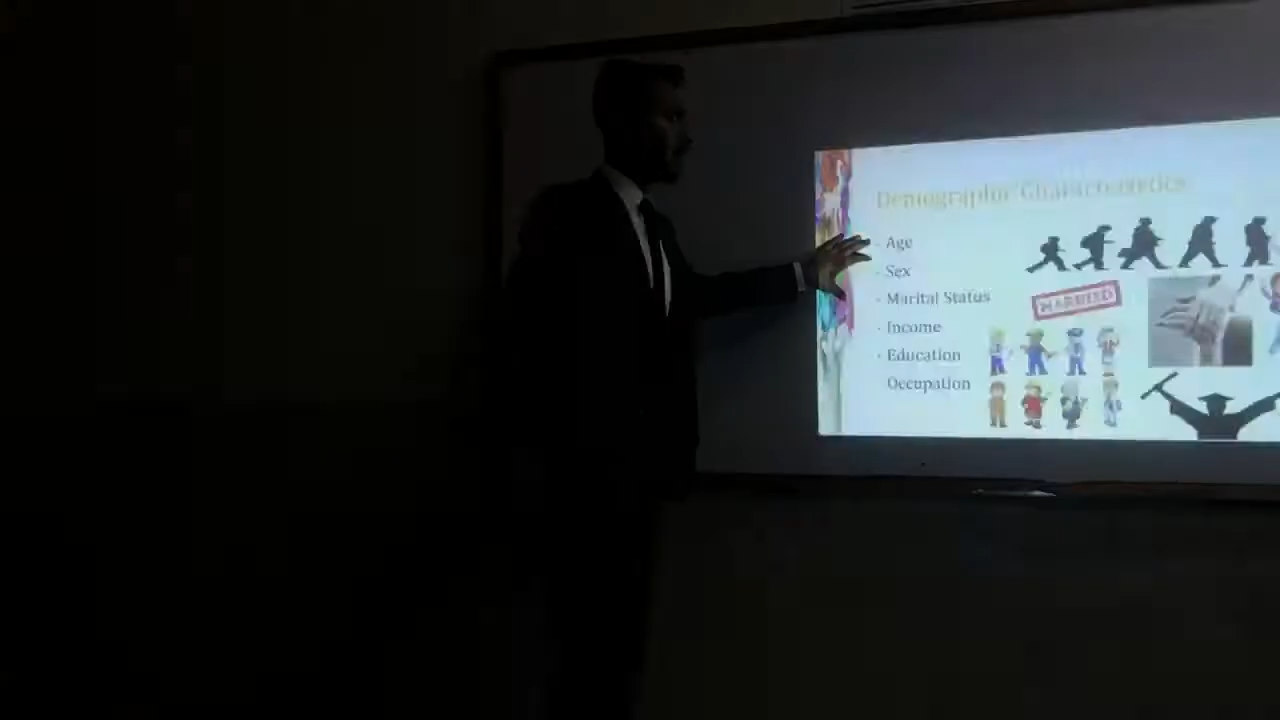 Demographic Characteristics
· Age
· Sex
· Marital Status
MARRIED
· Income
· Education
Occupation